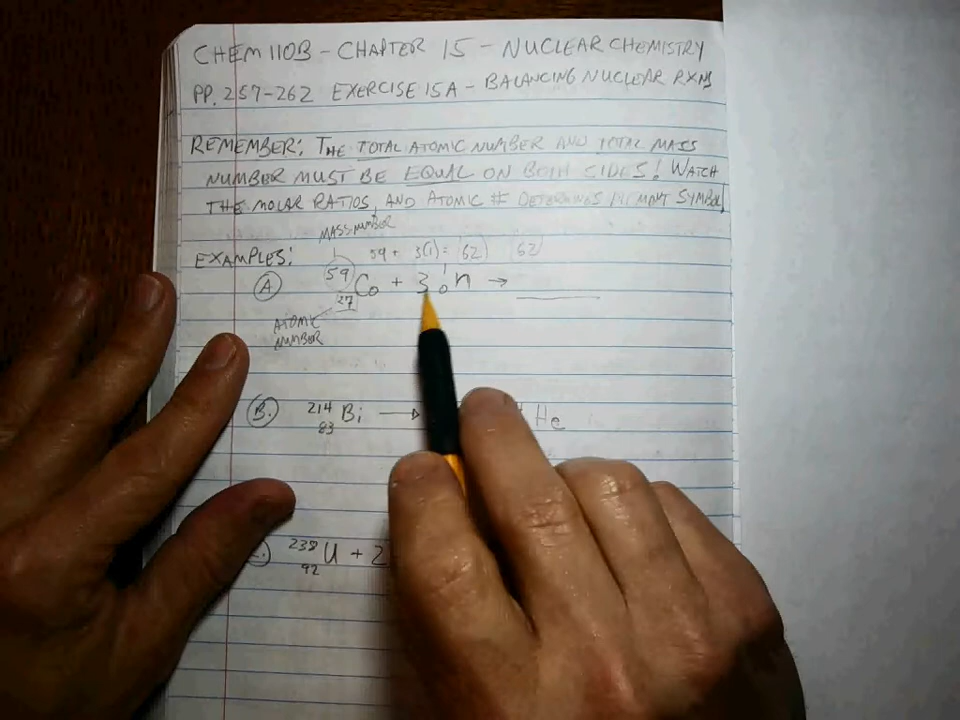 CHEM 110B - CHAPTER 15 - NUCLEAR CHEMISTRY
PP. 257-262 EXERCISE 15A - BALANCING NUCLEAR RXNS
REMEMBER: THE TOTAL ATOMIC NUMBER AND TOTAL MASS
NUMBER MUST BE EQUAL ON BOTH SIDES! WATCH
THE MOLAR RATIOS, AND ATOMIC # DETERMINES ELEMENT SYMBOL
MASS NUMBER
EXAMPLES: 59 + 3(1) = 62 62
A 59 27 Co + 3 1 0 n →
ATOMIC
NUMBER
B. 214 83 Bi → He
238 92 U + 2